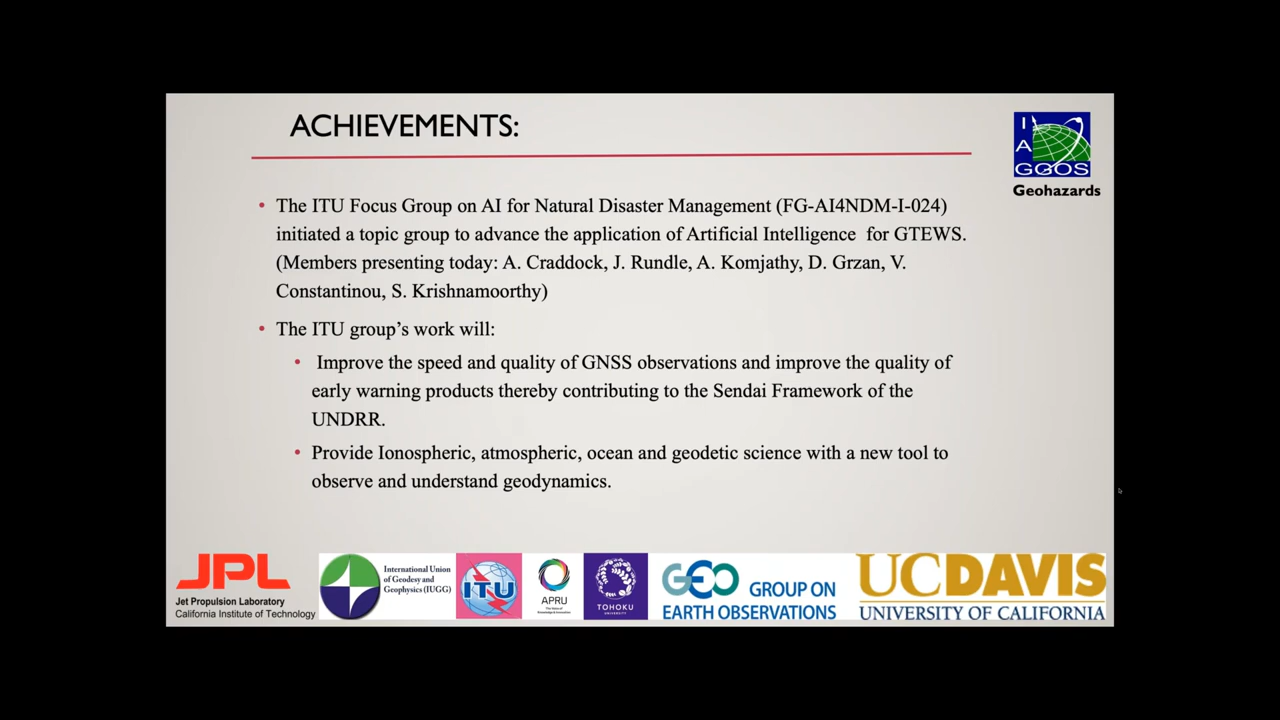 ACHIEVEMENTS:
I
A
GGOS
Geohazards
• The ITU Focus Group on AI for Natural Disaster Management (FG-AI4NDM-I-024)
initiated a topic group to advance the application of Artificial Intelligence  for GTEWS.
(Members presenting today: A. Craddock, J. Rundle, A. Komjathy, D. Grzan, V.
Constantinou, S. Krishnamoorthy)
• The ITU group’s work will:
• Improve the speed and quality of GNSS observations and improve the quality of
early warning products thereby contributing to the Sendai Framework of the
UNDRR.
• Provide Ionospheric, atmospheric, ocean and geodetic science with a new tool to
observe and understand geodynamics.
JPL
Jet Propulsion Laboratory
California Institute of Technology
International Union
of Geodesy and
Geophysics (IUGG)
ITU
APRU
TOHOKU
UNIVERSITY
GEO GROUP ON
EARTH OBSERVATIONS
UCDAVIS
UNIVERSITY OF CALIFORNIA